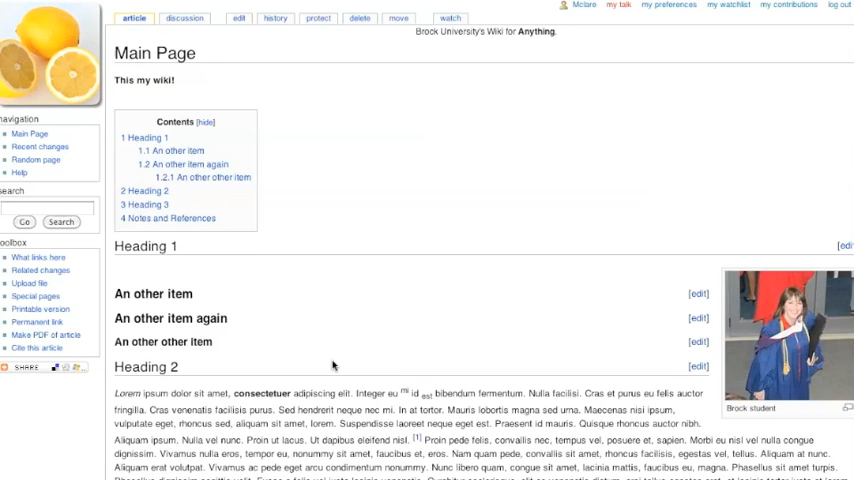 Mclare my talk my preferences my watchlist my contributions log out
article discussion edit history protect delete move watch
Brock University's Wiki for Anything.
Main Page
This my wiki!
Contents [hide]
1 Heading 1
1.1 An other item
1.2 An other item again
1.2.1 An other other item
2 Heading 2
3 Heading 3
4 Notes and References
navigation
Main Page
Recent changes
Random page
Help
search
Go Search
toolbox
What links here
Related changes
Upload file
Special pages
Printable version
Permanent link
Make PDF of article
Cite this article
SHARE
Heading 1 [edi
An other item [edit]
An other item again [edit]
An other other item [edit]
Heading 2 [edit]
Brock student
Lorem ipsum dolor sit amet, consectetuer adipiscing elit. Integer eu mi id est bibendum fermentum. Nulla facilisi. Cras et purus eu felis auctor
fringilla. Cras venenatis facilisis purus. Sed hendrerit neque nec mi. In at tortor. Mauris lobortis magna sed urna. Maecenas nisi ipsum,
vulputate eget, rhoncus sed, aliquam sit amet, lorem. Suspendisse laoreet neque eget est. Praesent id mauris. Quisque rhoncus auctor nibh.
Aliquam ipsum. Nulla vel nunc. Proin ut lacus. Ut dapibus eleifend nisl. [1] Proin pede felis, convallis nec, tempus vel, posuere et, sapien. Morbi eu nisl vel nulla congue
dignissim. Vivamus nulla eros, tempor eu, nonummy sit amet, faucibus et, eros. Nam quam pede, convallis id, rhoncus facilisis, egestas vel, tellus. Aliquam at nunc.
Aliquam erat volutpat. Vivamus ac pede eget arcu condimentum nonummy. Nunc libero quam, congue sit amet, lacinia mattis, faucibus eu, magna. Phasellus sit amet turpis.